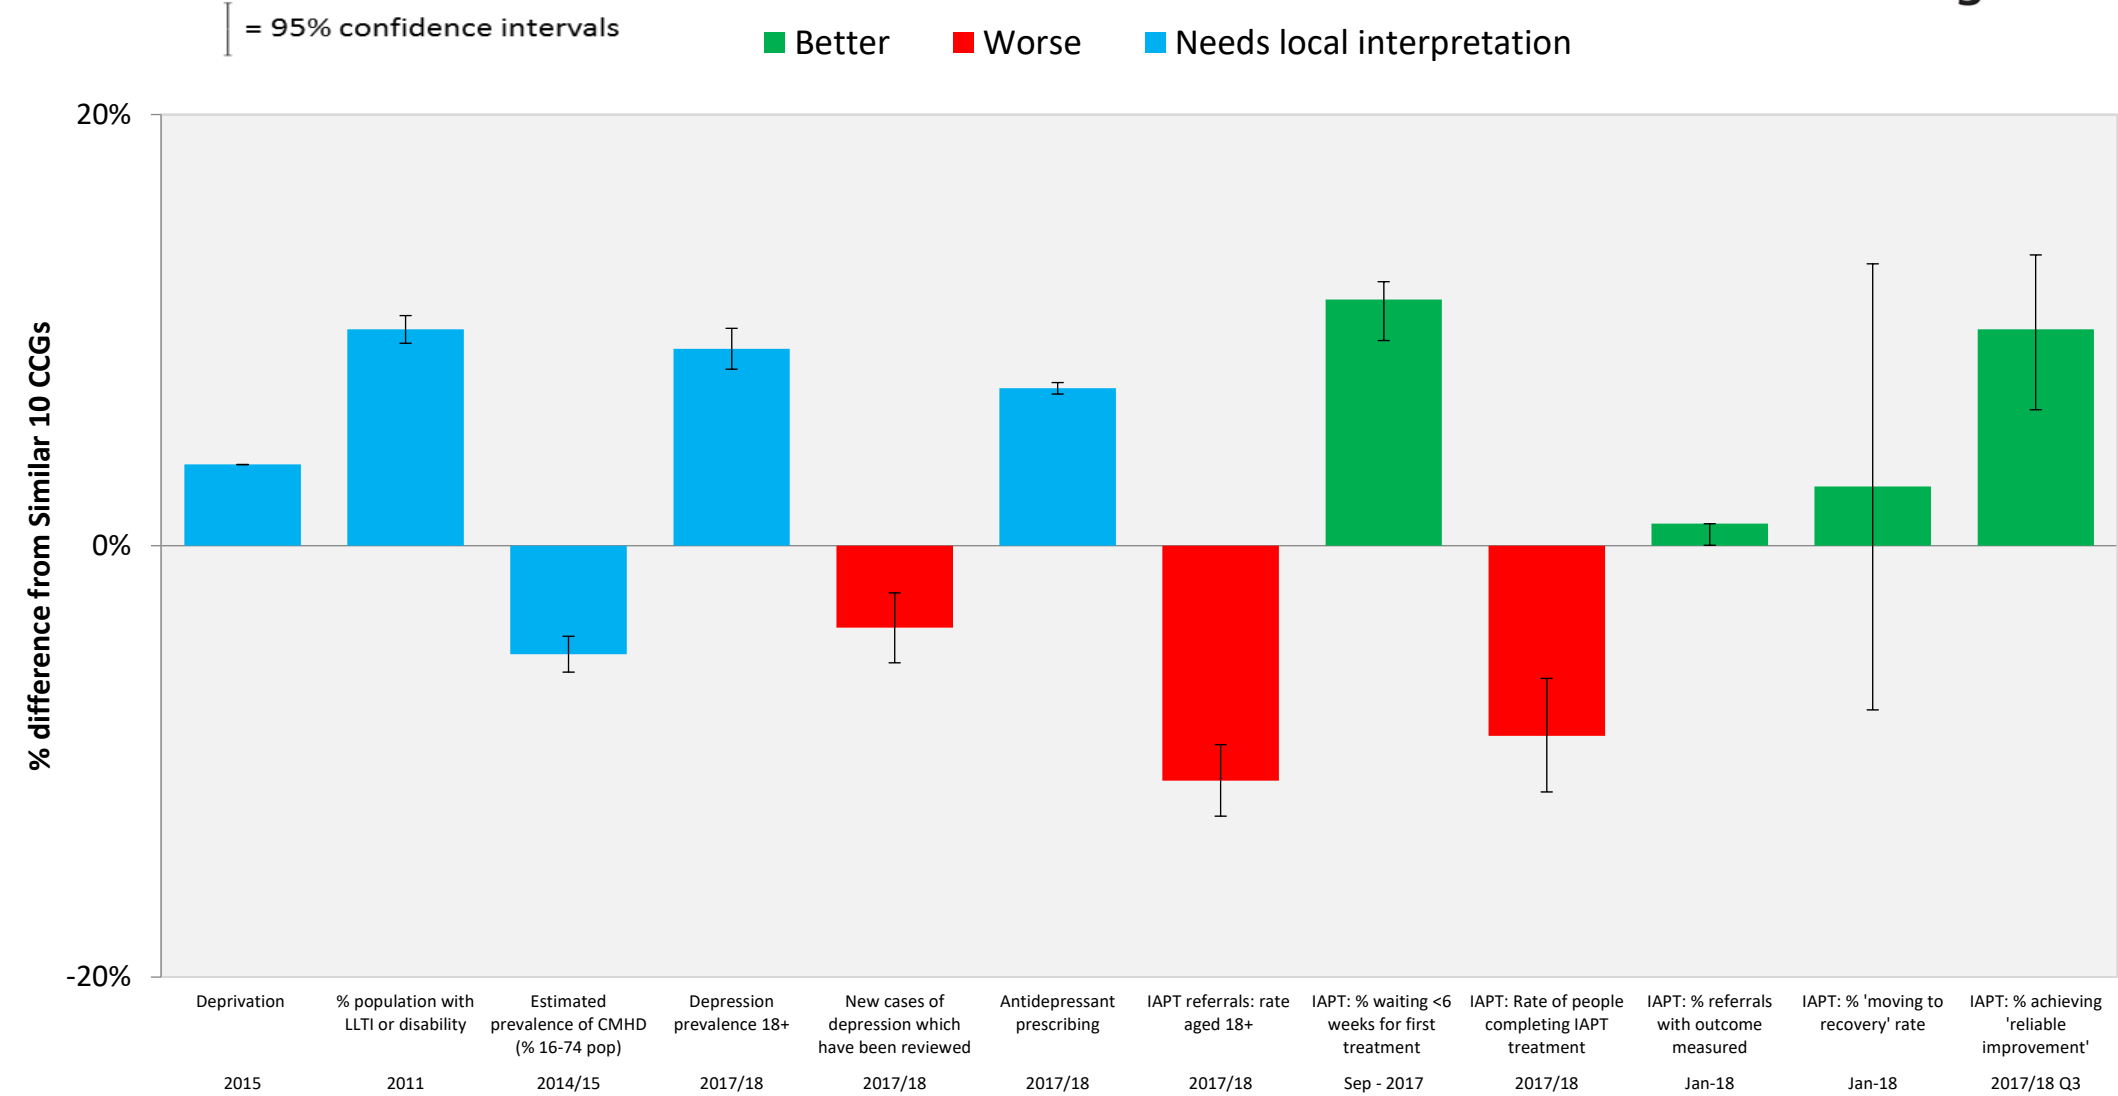 = 95% confidence intervals
Better
Worse
Needs local interpretation
20%
0%
-20%
% difference from Similar 10 CCGs
Deprivation
2015
% population with
LLTI or disability
2011
Estimated
prevalence of CMHD
(% 16-74 pop)
2014/15
Depression
prevalence 18+
2017/18
New cases of
depression which
have been reviewed
2017/18
Antidepressant
prescribing
2017/18
IAPT referrals: rate
aged 18+
2017/18
IAPT: % waiting <6
weeks for first
treatment
Sep - 2017
IAPT: Rate of people
completing IAPT
treatment
2017/18
IAPT: % referrals
with outcome
measured
Jan-18
IAPT: % 'moving to
recovery' rate
Jan-18
IAPT: % achieving
'reliable
improvement'
2017/18 Q3